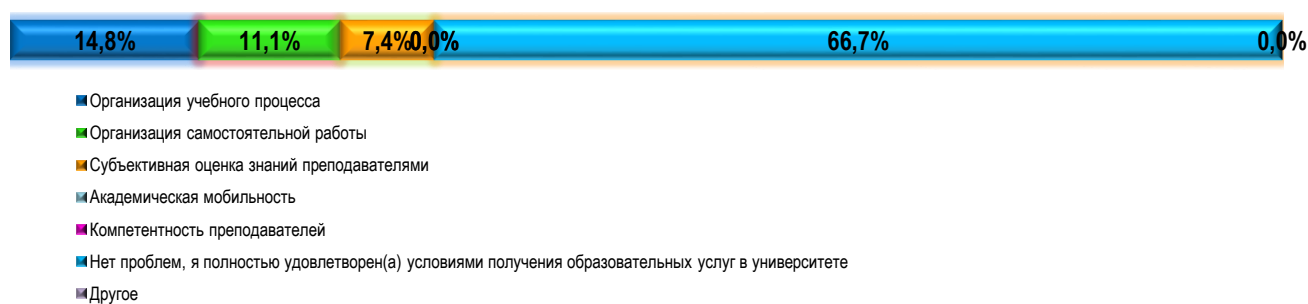 14,8% 11,1% 7,4% 0,0% 66,7% 0,0%
Организация учебного процесса
Организация самостоятельной работы
Субъективная оценка знаний преподавателями
Академическая мобильность
Компетентность преподавателей
Нет проблем, я полностью удовлетворен(а) условиями получения образовательных услуг в университете
Другое